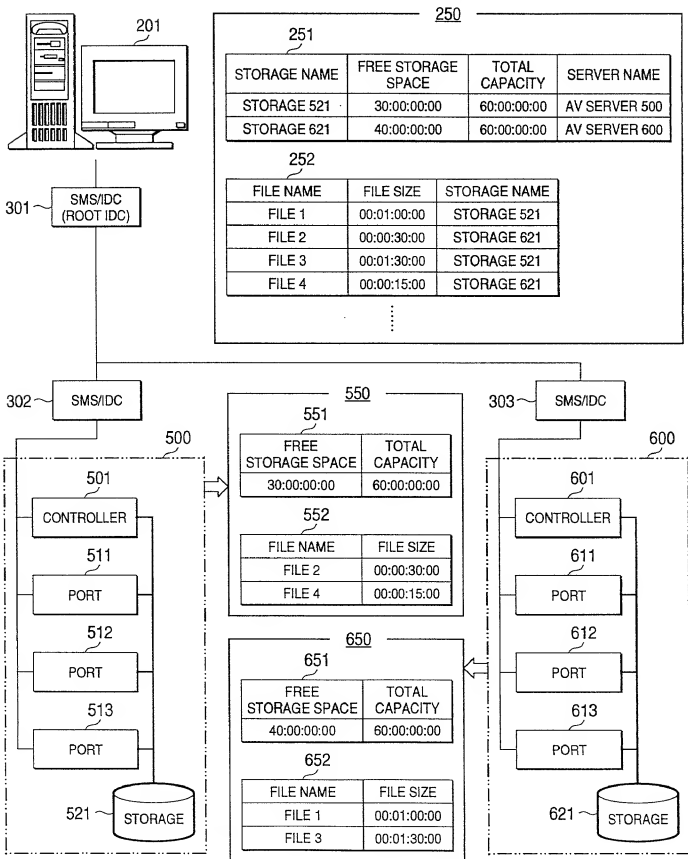 250
201
251
STORAGE NAME FREE STORAGE SPACE TOTAL CAPACITY SERVER NAME
STORAGE 521 30:00:00:00 60:00:00:00 AV SERVER 500
STORAGE 621 40:00:00:00 60:00:00:00 AV SERVER 600
252
FILE NAME FILE SIZE STORAGE NAME
FILE 1 00:01:00:00 STORAGE 521
FILE 2 00:00:30:00 STORAGE 621
FILE 3 00:01:30:00 STORAGE 521
FILE 4 00:00:15:00 STORAGE 621
301
SMS/IDC
(ROOT IDC)
302
SMS/IDC
303
SMS/IDC
500
501
CONTROLLER
511
PORT
512
PORT
513
PORT
521
STORAGE
550
551
FREE STORAGE SPACE TOTAL CAPACITY
30:00:00:00 60:00:00:00
552
FILE NAME FILE SIZE
FILE 2 00:00:30:00
FILE 4 00:00:15:00
650
651
FREE STORAGE SPACE TOTAL CAPACITY
40:00:00:00 60:00:00:00
652
FILE NAME FILE SIZE
FILE 1 00:01:00:00
FILE 3 00:01:30:00
600
601
CONTROLLER
611
PORT
612
PORT
613
PORT
621
STORAGE